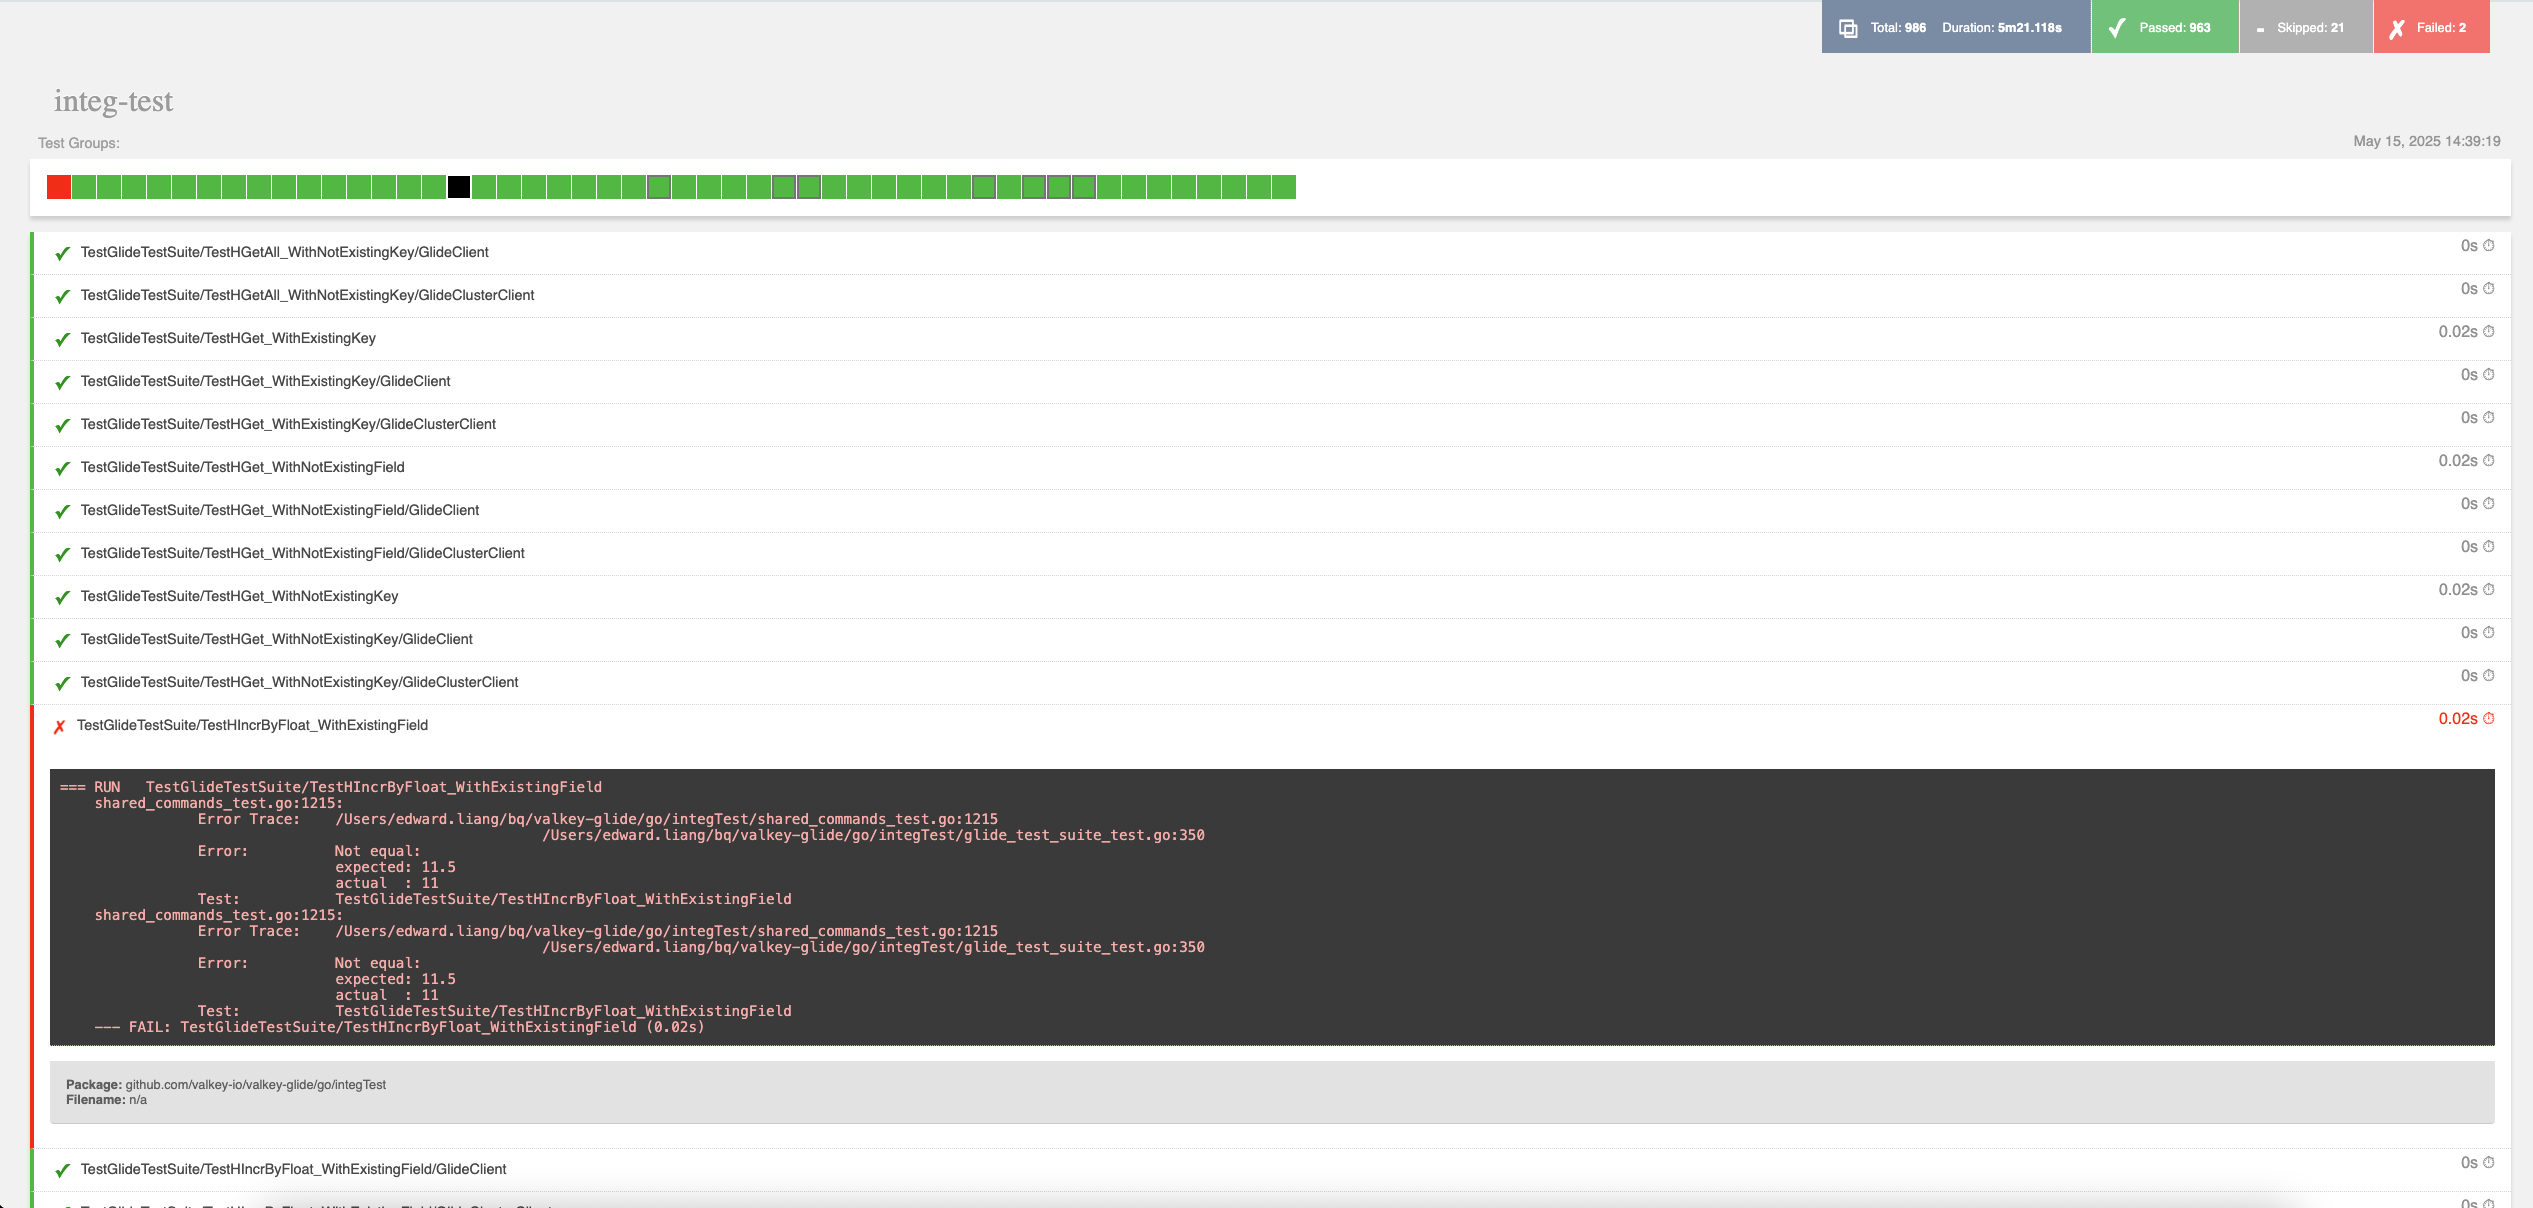 Total: 986 Duration: 5m21.118s Passed: 963 - Skipped: 21 Failed: 2
integ-test
Test Groups:
May 15, 2025 14:39:19
TestGlideTestSuite/TestHGetAll_WithNotExistingKey/GlideClient 0s
TestGlideTestSuite/TestHGetAll_WithNotExistingKey/GlideClusterClient 0s
TestGlideTestSuite/TestHGet_WithExistingKey 0.02s
TestGlideTestSuite/TestHGet_WithExistingKey/GlideClient 0s
TestGlideTestSuite/TestHGet_WithExistingKey/GlideClusterClient 0s
TestGlideTestSuite/TestHGet_WithNotExistingField 0.02s
TestGlideTestSuite/TestHGet_WithNotExistingField/GlideClient 0s
TestGlideTestSuite/TestHGet_WithNotExistingField/GlideClusterClient 0s
TestGlideTestSuite/TestHGet_WithNotExistingKey 0.02s
TestGlideTestSuite/TestHGet_WithNotExistingKey/GlideClient 0s
TestGlideTestSuite/TestHGet_WithNotExistingKey/GlideClusterClient 0s
TestGlideTestSuite/TestHIncrByFloat_WithExistingField 0.02s
=== RUN TestGlideTestSuite/TestHIncrByFloat_WithExistingField
shared_commands_test.go:1215:
Error Trace: /Users/edward.liang/bq/valkey-glide/go/integTest/shared_commands_test.go:1215
/Users/edward.liang/bq/valkey-glide/go/integTest/glide_test_suite_test.go:350
Error: Not equal:
expected: 11.5
actual : 11
Test: TestGlideTestSuite/TestHIncrByFloat_WithExistingField
shared_commands_test.go:1215:
Error Trace: /Users/edward.liang/bq/valkey-glide/go/integTest/shared_commands_test.go:1215
/Users/edward.liang/bq/valkey-glide/go/integTest/glide_test_suite_test.go:350
Error: Not equal:
expected: 11.5
actual : 11
Test: TestGlideTestSuite/TestHIncrByFloat_WithExistingField
--- FAIL: TestGlideTestSuite/TestHIncrByFloat_WithExistingField (0.02s)
Package: github.com/valkey-io/valkey-glide/go/integTest
Filename: n/a
TestGlideTestSuite/TestHIncrByFloat_WithExistingField/GlideClient 0s